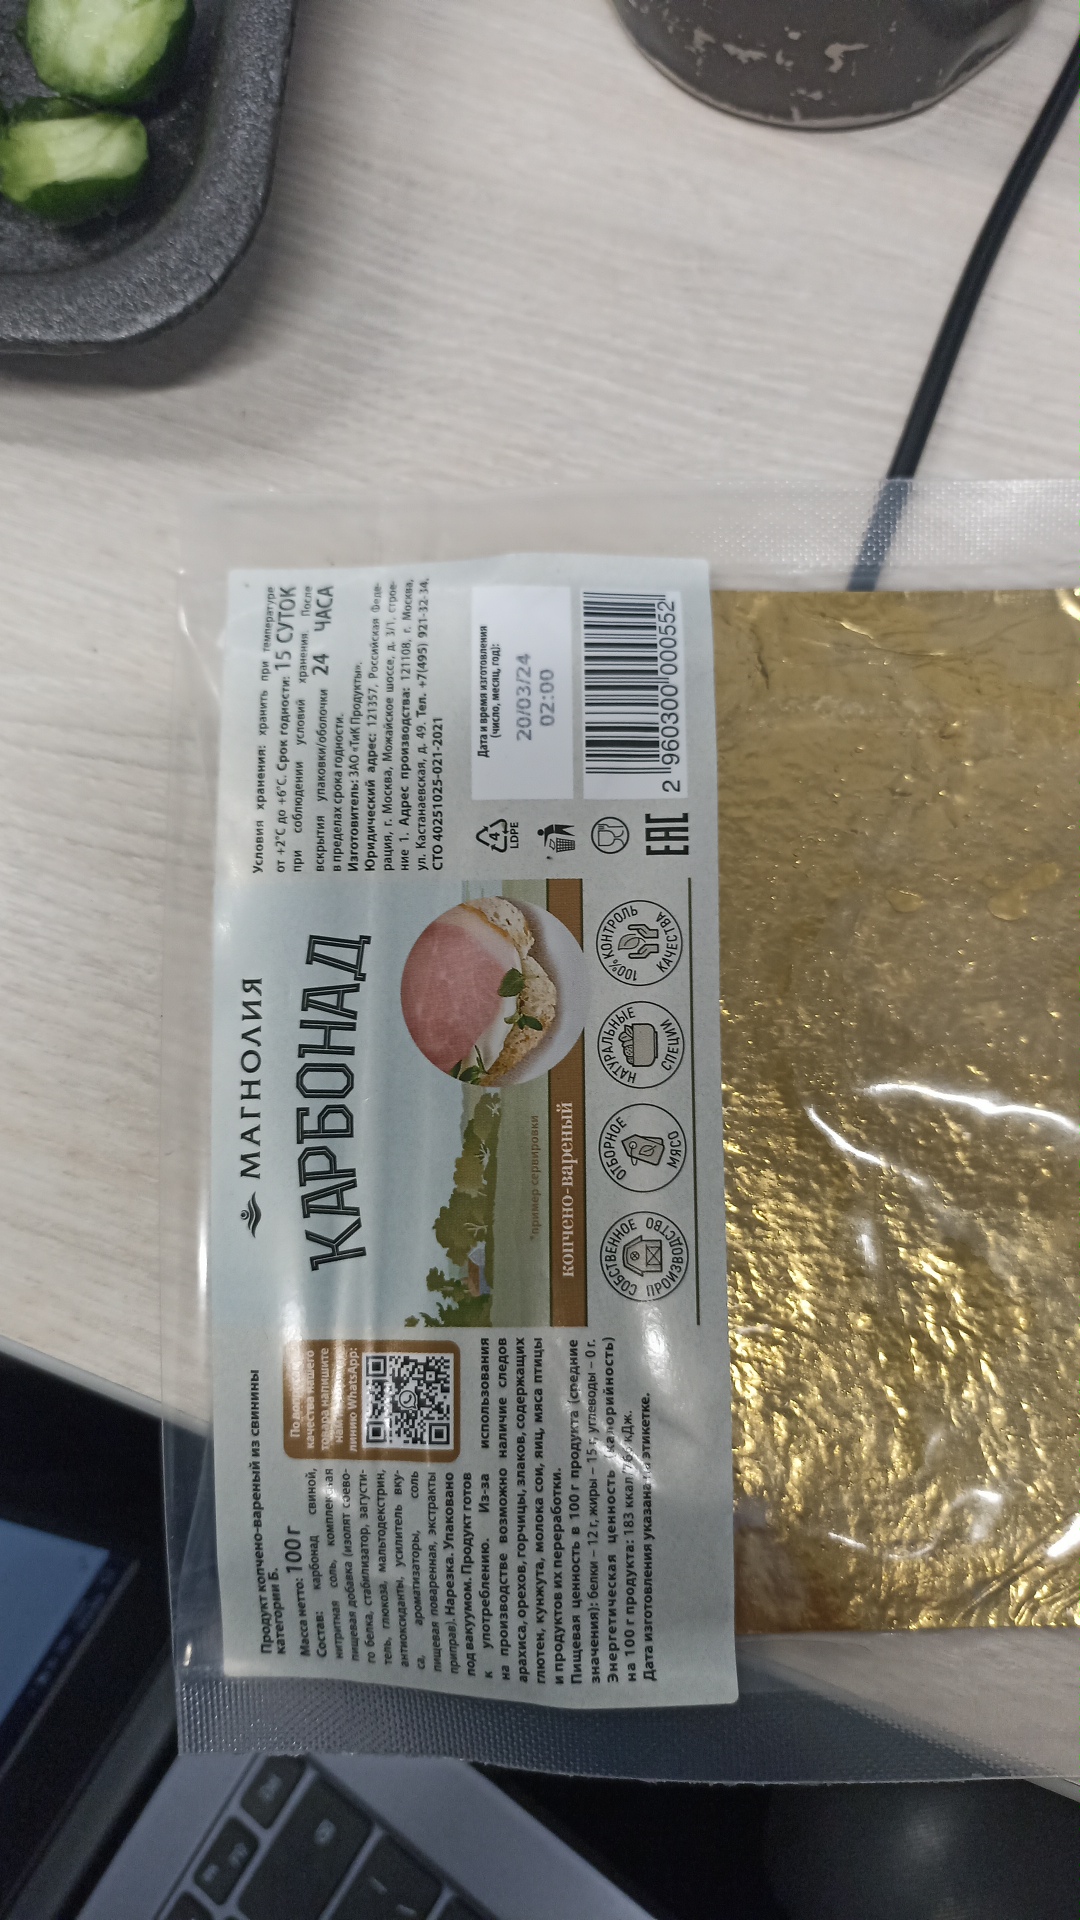 Продукт копчено-вареный из свинины
категории Б.
Масса нетто: 100 г
Состав: карбонад свиной,
нитритная соль, комплексная
пищевая добавка (изолят соево-
го белка, стабилизатор, загусти-
тель, глюкоза, мальтодекстрин,
антиоксиданты, усилитель вку-
са, ароматизаторы, соль
пищевая поваренная, экстракты
приправ). Нарезка. Упаковано
под вакуумом. Продукт готов
к употреблению. Из-за использования
на производстве возможно наличие следов
арахиса, орехов, горчицы, злаков, содержащих
глютен, кунжута, молока сои, яиц, мяса птицы
и продуктов их переработки.
Пищевая ценность в 100 г продукта (средние
значения): белки – 12 г, жиры – 15 г, углеводы – 0 г.
Энергетическая ценность (калорийность)
на 100 г продукта: 183 ккал/ кДж.
Дата изготовления указана на этикетке.
качества нашего
товара напишите
линию WhatsApp:
МАГНОЛИЯ
КАРБОНАД
*пример сервировки
копчено-вареный
СОБСТВЕННОЕ ПРОИЗВОДСТВО
ОТБОРНОЕ МЯСО
НАТУРАЛЬНЫЕ СПЕЦИИ
100% КОНТРОЛЬ КАЧЕСТВА
Условия хранения: хранить при температуре
от +2°С до +6°С. Срок годности: 15 СУТОК
при соблюдении условий хранения. После
вскрытия упаковки/оболочки 24 ЧАСА
в пределах срока годности.
Изготовитель: ЗАО «ТиК Продукты».
Юридический адрес: 121357, Российская Феде-
рация, г. Москва, Можайское шоссе, д. 3/1, строе-
ние 1. Адрес производства: 121108, г. Москва,
ул. Кастанаевская, д. 49. Тел. +7(495) 921-32-34.
СТО 40251025-021-2021
4
LDPE
EAC
Дата и время изготовления
(число, месяц, год):
20/03/24
02:00
2 960300 000552